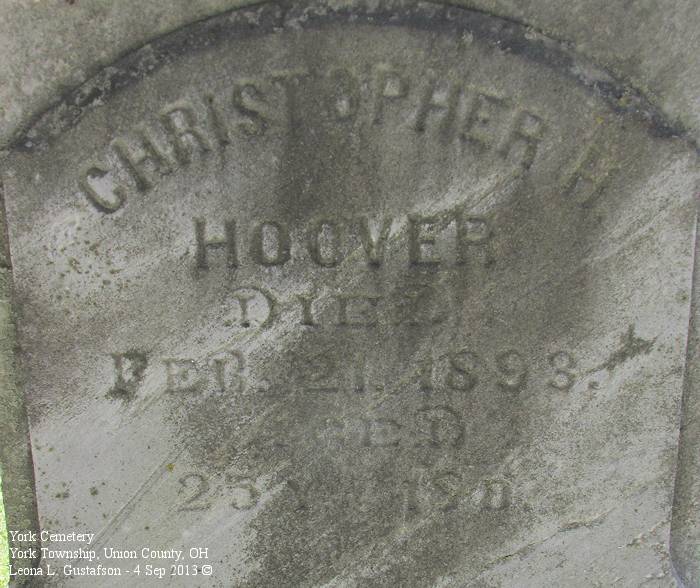 CHRISTOPHER H.
HOOVER
DIED
FEB. 21. 1893.
AGED
York Cemetery
York Township, Union County, OH
Leona L. Gustafson - 4 Sep 2013 ©